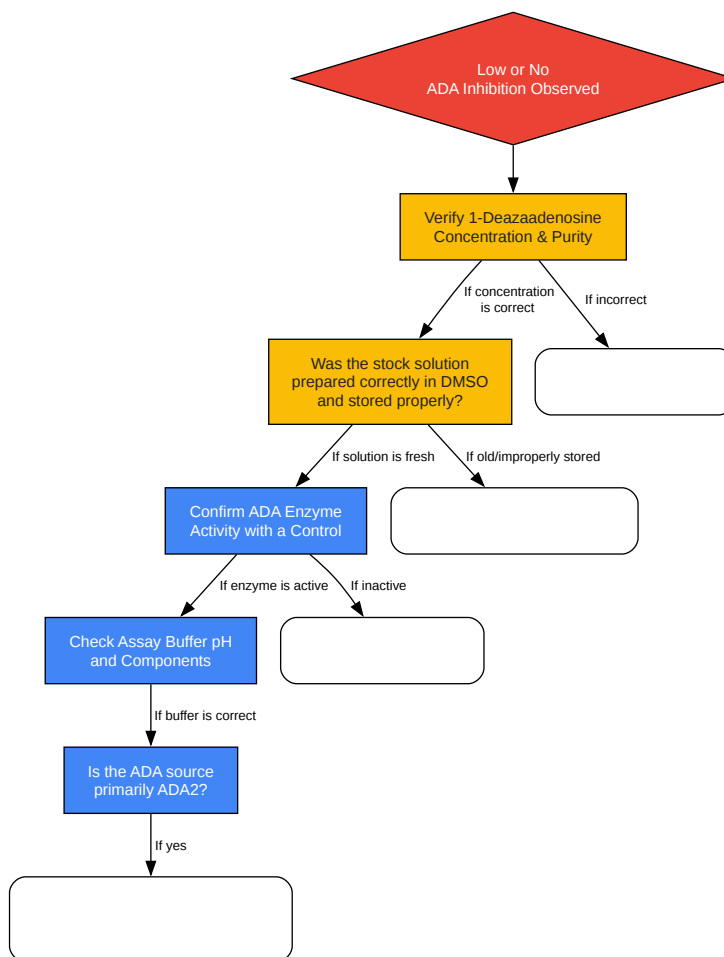 Low or No
ADA Inhibition Observed
Verify 1-Deazaadenosine
Concentration & Purity
If concentration
is correct
If incorrect
Was the stock solution
prepared correctly in DMSO
and stored properly?
If solution is fresh
If old/improperly stored
Confirm ADA Enzyme
Activity with a Control
If enzyme is active
If inactive
Check Assay Buffer pH
and Components
If buffer is correct
Is the ADA source
primarily ADA2?
If yes